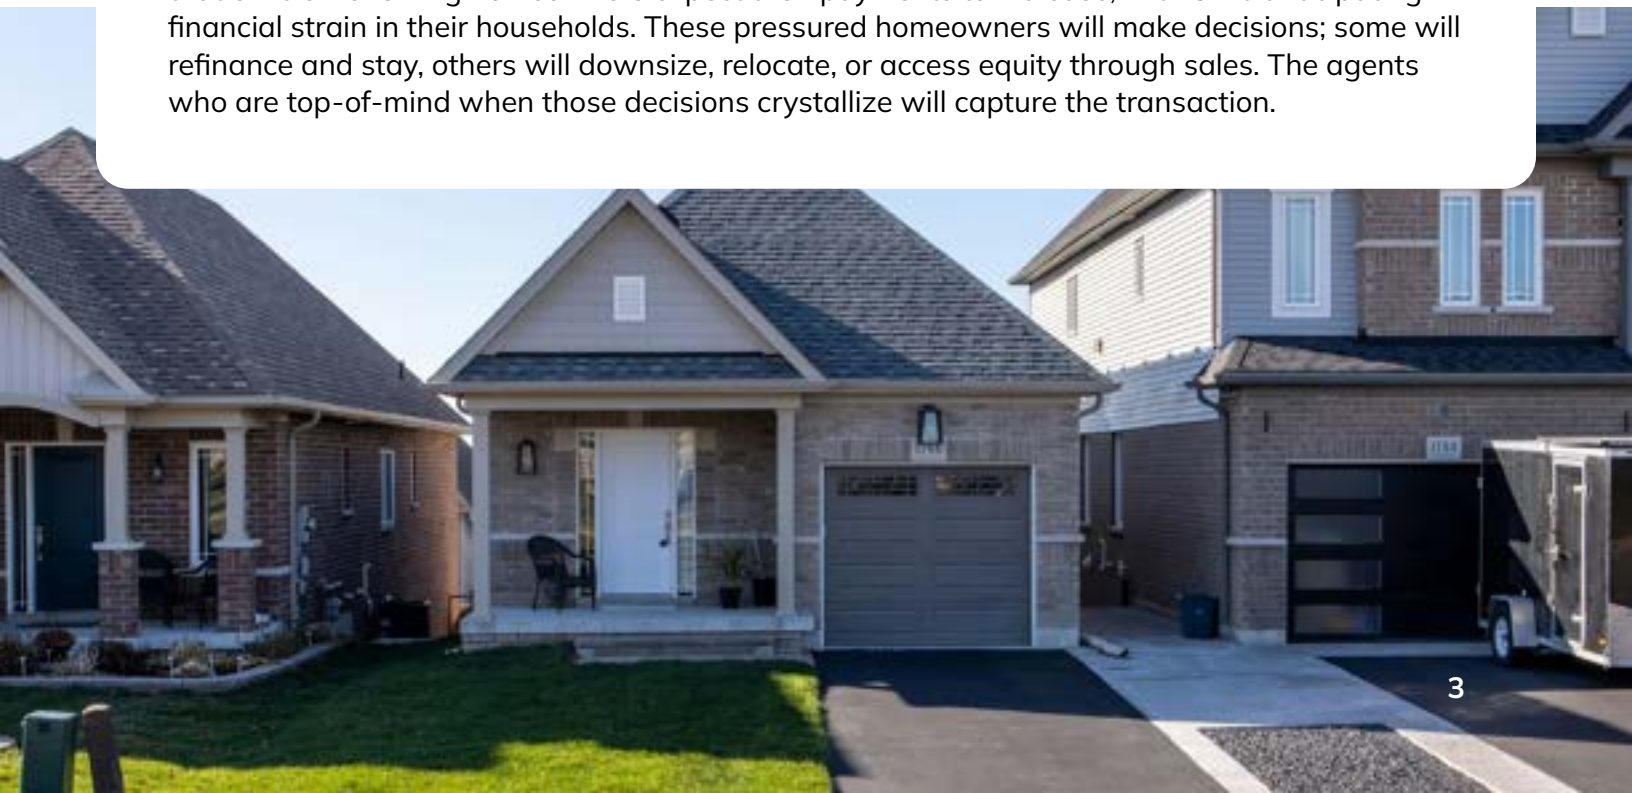 financial strain in their households. These pressured homeowners will make decisions; some will
refinance and stay, others will downsize, relocate, or access equity through sales. The agents
who are top-of-mind when those decisions crystallize will capture the transaction.
3